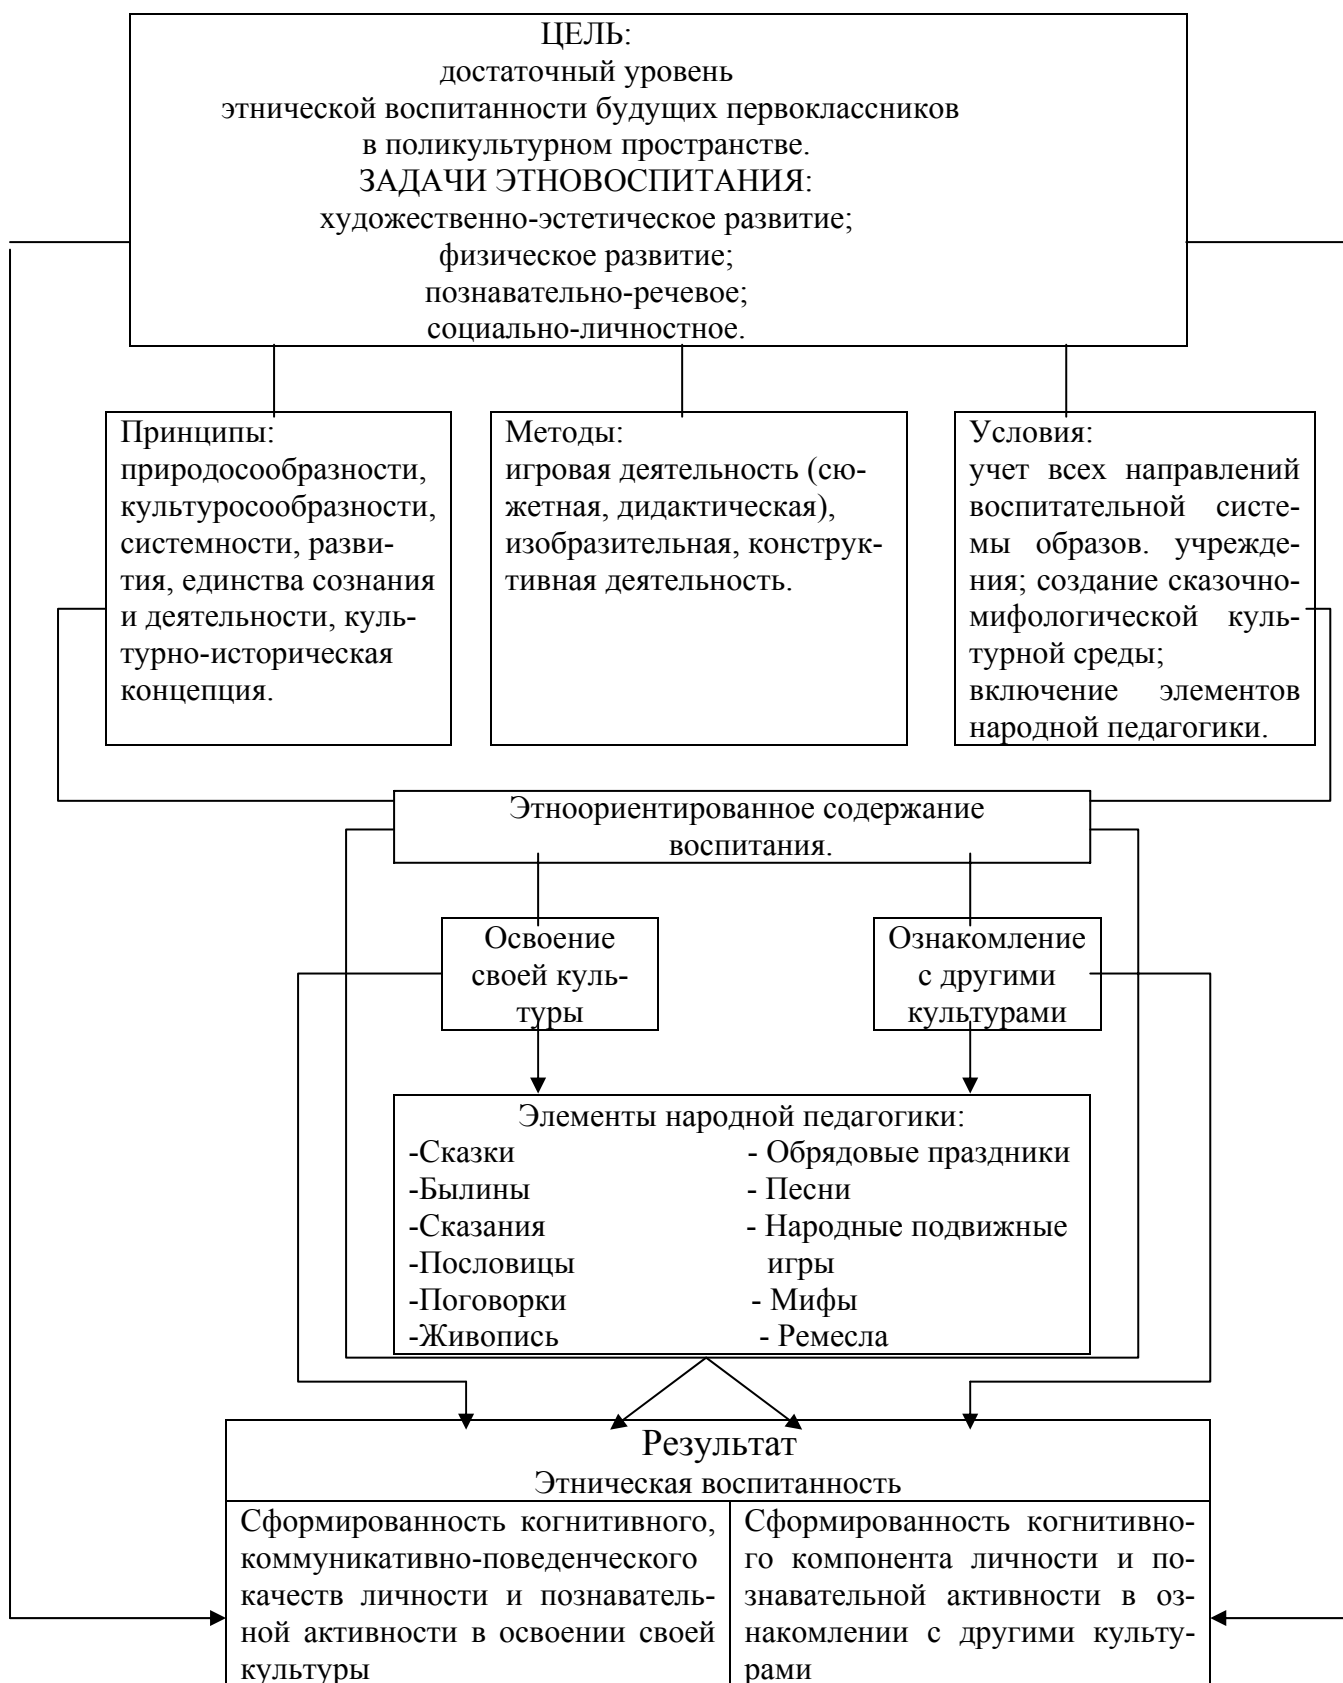 ЦЕЛЬ:
достаточный уровень
этнической воспитанности будущих первоклассников
в поликультурном пространстве.
ЗАДАЧИ ЭТНОВОСПИТАНИЯ:
художественно-эстетическое развитие;
физическое развитие;
познавательно-речевое;
социально-личностное.
Принципы:
природосообразности,
культуросообразности,
системности, разви-
тия, единства сознания
и деятельности, куль-
турно-историческая
концепция.
Методы:
игровая деятельность (сю-
жетная, дидактическая),
изобразительная, конструк-
тивная деятельность.
Условия:
учет всех направлений
воспитательной систе-
мы образов. учрежде-
ния; создание сказочно-
мифологической куль-
турной среды;
включение элементов
народной педагогики.
Этноориентированное содержание
воспитания.
Освоение
своей куль-
туры
Ознакомление
с другими
культурами
Элементы народной педагогики:
-Сказки
-Былины
-Сказания
-Пословицы
-Поговорки
-Живопись
- Обрядовые праздники
- Песни
- Народные подвижные
игры
- Мифы
- Ремесла
Результат
Этническая воспитанность
Сформированность когнитивного,
коммуникативно-поведенческого
качеств личности и познаватель-
ной активности в освоении своей
культуры
Сформированность когнитивно-
го компонента личности и по-
знавательной активности в оз-
накомлении с другими культу-
рами